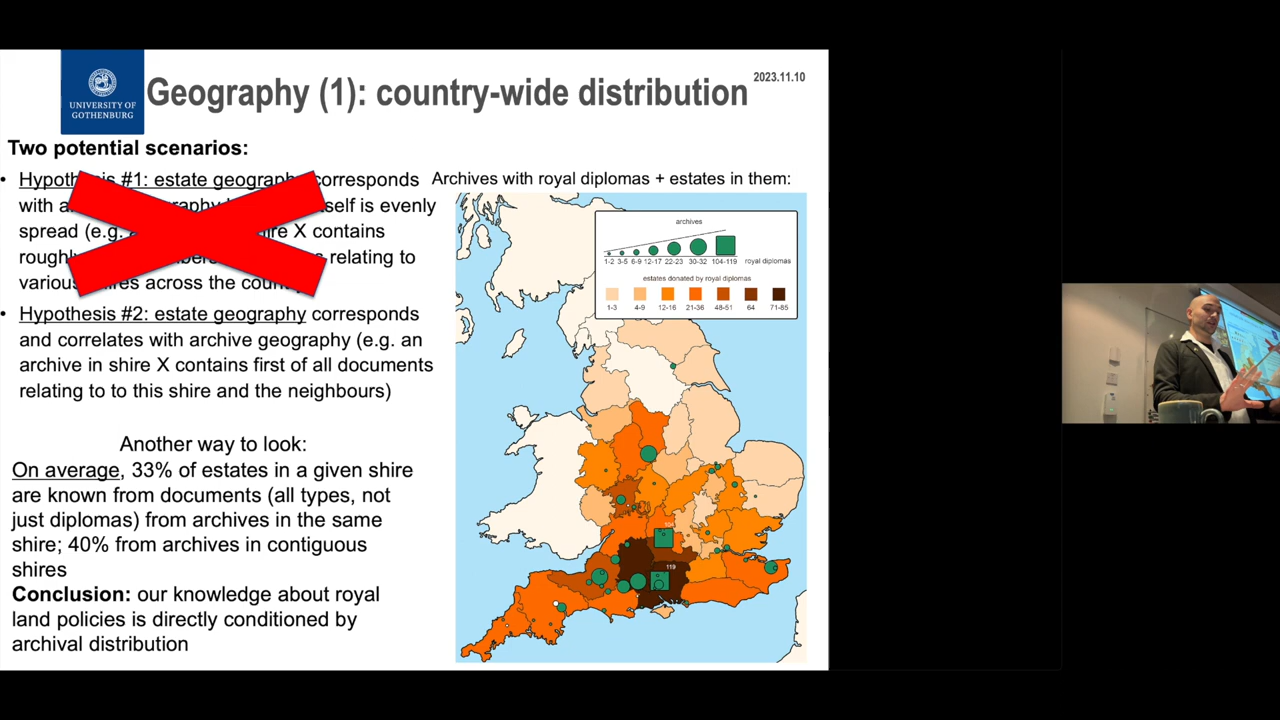 UNIVERSITY OF
GOTHENBURG
Geography (1): country-wide distribution
2023.11.10
Two potential scenarios:
• Hypothesis #1: estate geography corresponds
with itself is evenly
spread (e.g. shire X contains
roughly relating to
various shires across the country
• Hypothesis #2: estate geography corresponds
and correlates with archive geography (e.g. an
archive in shire X contains first of all documents
relating to to this shire and the neighbours)
Another way to look:
On average, 33% of estates in a given shire
are known from documents (all types, not
just diplomas) from archives in the same
shire; 40% from archives in contiguous
shires
Conclusion: our knowledge about royal
land policies is directly conditioned by
archival distribution
Archives with royal diplomas + estates in them:
archives
1-2 3-5 6-9 12-17 22-23 30-32 104-119 royal diplomas
estates donated by royal diplomas
1-3 4-9 12-16 21-36 48-51 64 71-85
104
119